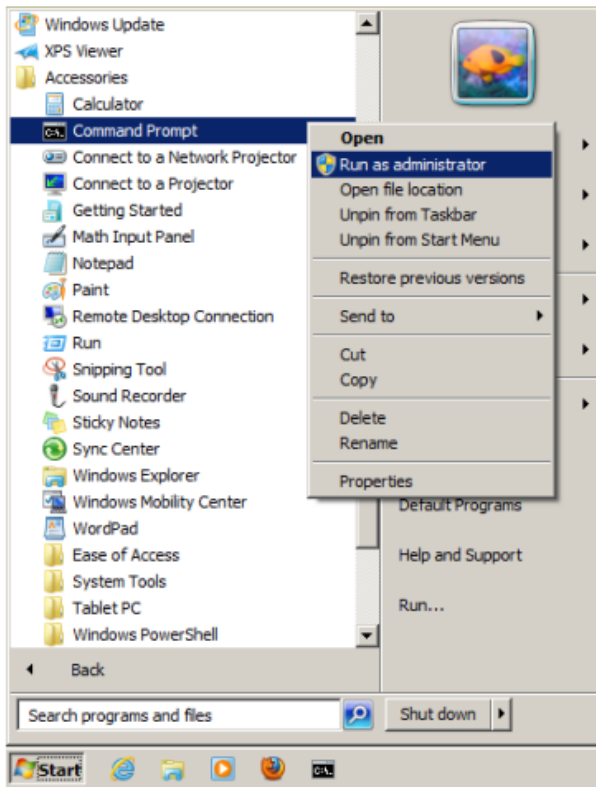 Windows Update
XPS Viewer
Accessories
Calculator
Command Prompt
Connect to a Network Projector
Connect to a Projector
Getting Started
Math Input Panel
Notepad
Paint
Remote Desktop Connection
Run
Snipping Tool
Sound Recorder
Sticky Notes
Sync Center
Windows Explorer
Windows Mobility Center
WordPad
Ease of Access
System Tools
Tablet PC
Windows PowerShell
Back
Search programs and files
Open
Run as administrator
Open file location
Unpin from Taskbar
Unpin from Start Menu
Restore previous versions
Send to
Cut
Copy
Delete
Rename
Properties
Default Programs
Help and Support
Run...
Shut down
Start